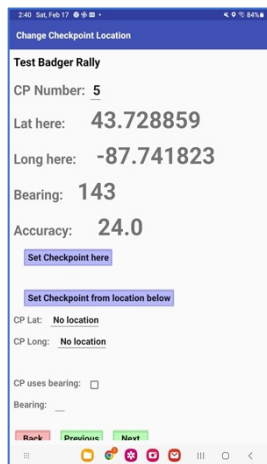 2:40 Sat, Feb 17 84%
Change Checkpoint Location
Test Badger Rally
CP Number: 5
Lat here: 43.728859
Long here: -87.741823
Bearing: 143
Accuracy: 24.0
Set Checkpoint here
Set Checkpoint from location below
CP Lat: No location
CP Long: No location
CP uses bearing:
Bearing:
Back Previous Next